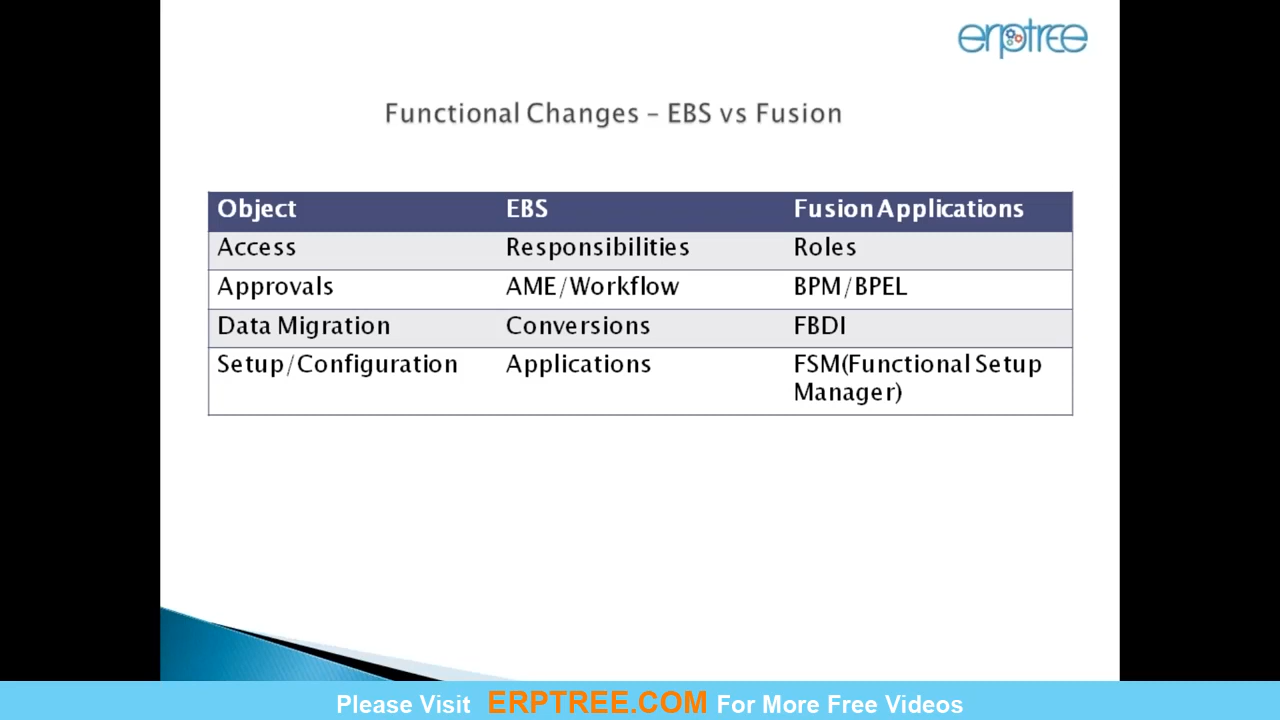 erptree
Functional Changes – EBS vs Fusion
Object EBS Fusion Applications
Access Responsibilities Roles
Approvals AME/Workflow BPM/BPEL
Data Migration Conversions FBDI
Setup/Configuration Applications FSM(Functional Setup
Manager)
Please Visit ERPTREE.COM For More Free Videos